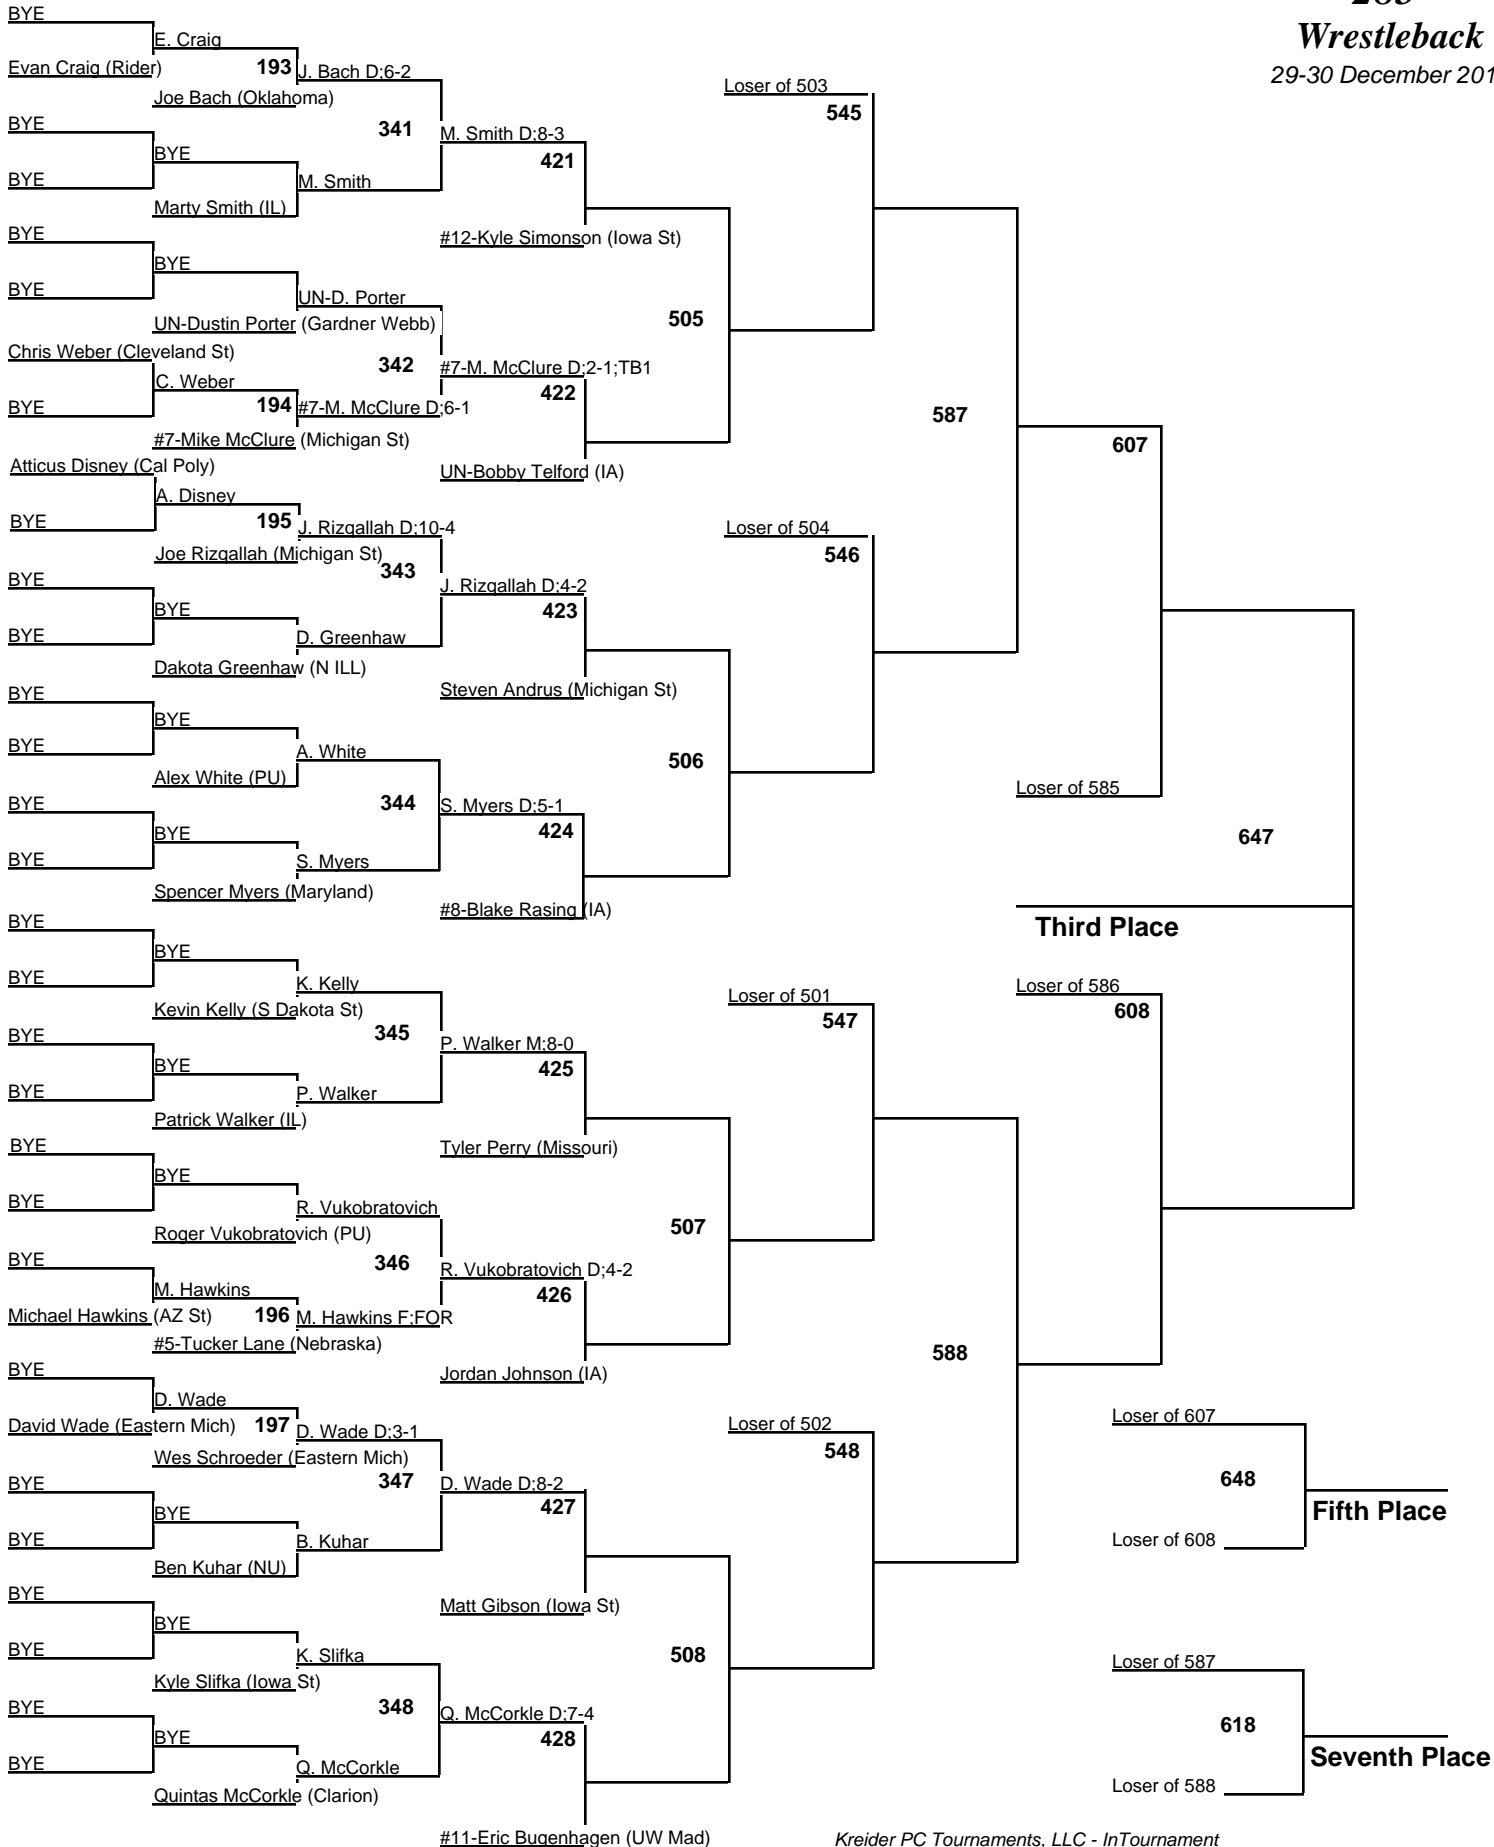 285
Wrestleback
29-30 December 201
BYE
E. Craig
Evan Craig (Rider)
193
J. Bach D;6-2
Joe Bach (Oklahoma)
BYE
341
M. Smith D;8-3
BYE
BYE
M. Smith
Marty Smith (IL)
421
#12-Kyle Simonson (Iowa St)
BYE
BYE
BYE
UN-D. Porter
UN-Dustin Porter (Gardner Webb)
Chris Weber (Cleveland St)
342
#7-M. McClure D;2-1;TB1
C. Weber
BYE
194
#7-M. McClure D;6-1
#7-Mike McClure (Michigan St)
422
UN-Bobby Telford (IA)
505
Loser of 503
545
587
Atticus Disney (Cal Poly)
A. Disney
BYE
195
J. Rizqallah D;10-4
Joe Rizqallah (Michigan St)
343
BYE
J. Rizqallah D;4-2
BYE
BYE
D. Greenhaw
Dakota Greenhaw (N ILL)
423
Steven Andrus (Michigan St)
BYE
BYE
BYE
A. White
Alex White (PU)
344
S. Myers D;5-1
BYE
BYE
BYE
S. Myers
Spencer Myers (Maryland)
424
#8-Blake Rasing (IA)
506
Loser of 504
546
607
Loser of 585
647
Third Place
BYE
BYE
BYE
K. Kelly
Kevin Kelly (S Dakota St)
345
P. Walker M;8-0
BYE
BYE
BYE
P. Walker
Patrick Walker (IL)
425
Tyler Perry (Missouri)
BYE
BYE
BYE
R. Vukobratovich
Roger Vukobratovich (PU)
346
R. Vukobratovich D;4-2
BYE
M. Hawkins
Michael Hawkins (AZ St)
196
M. Hawkins F;FOR
#5-Tucker Lane (Nebraska)
426
Jordan Johnson (IA)
507
Loser of 501
547
Loser of 586
608
588
BYE
D. Wade
David Wade (Eastern Mich)
197
D. Wade D;3-1
Wes Schroeder (Eastern Mich)
347
D. Wade D;8-2
BYE
BYE
BYE
B. Kuhar
Ben Kuhar (NU)
427
Matt Gibson (Iowa St)
BYE
BYE
BYE
K. Slifka
Kyle Slifka (Iowa St)
348
Q. McCorkle D;7-4
BYE
BYE
BYE
Q. McCorkle
Quintas McCorkle (Clarion)
428
#11-Eric Bugenhagen (UW Mad)
508
Loser of 502
548
Loser of 607
648
Fifth Place
Loser of 608
Loser of 587
618
Seventh Place
Loser of 588
Kreider PC Tournaments, LLC - InTournament